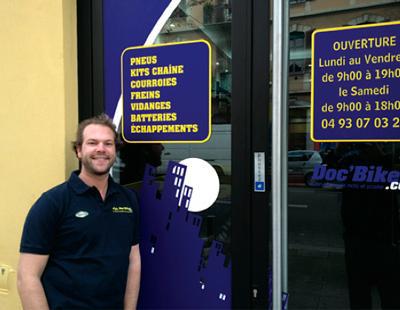 PNEUS
KITS CHAÎNE
COURROIES
FREINS
VIDANGES
BATTERIES
ÉCHAPPEMENTS
OUVERTURE
Lundi au Vendre
de 9h00 à 19h0
le Samedi
de 9h00 à 18h0
04 93 07 03 2
Doc'Bike
.co